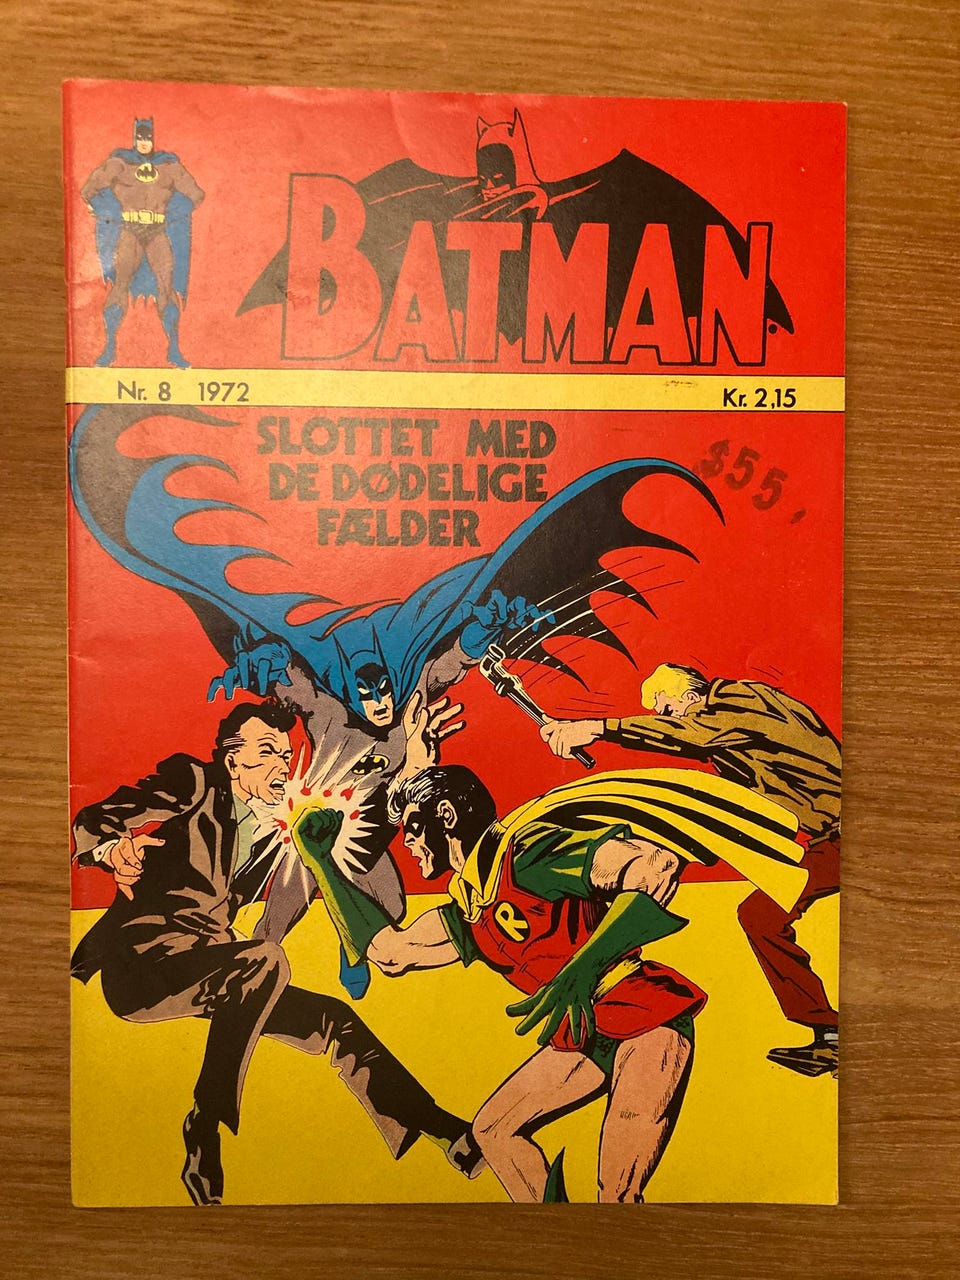 BATMAN
Nr. 8 1972
Kr. 2,15
SLOTTET MED
DE DØDELIGE
FÆLDER
$55,
R